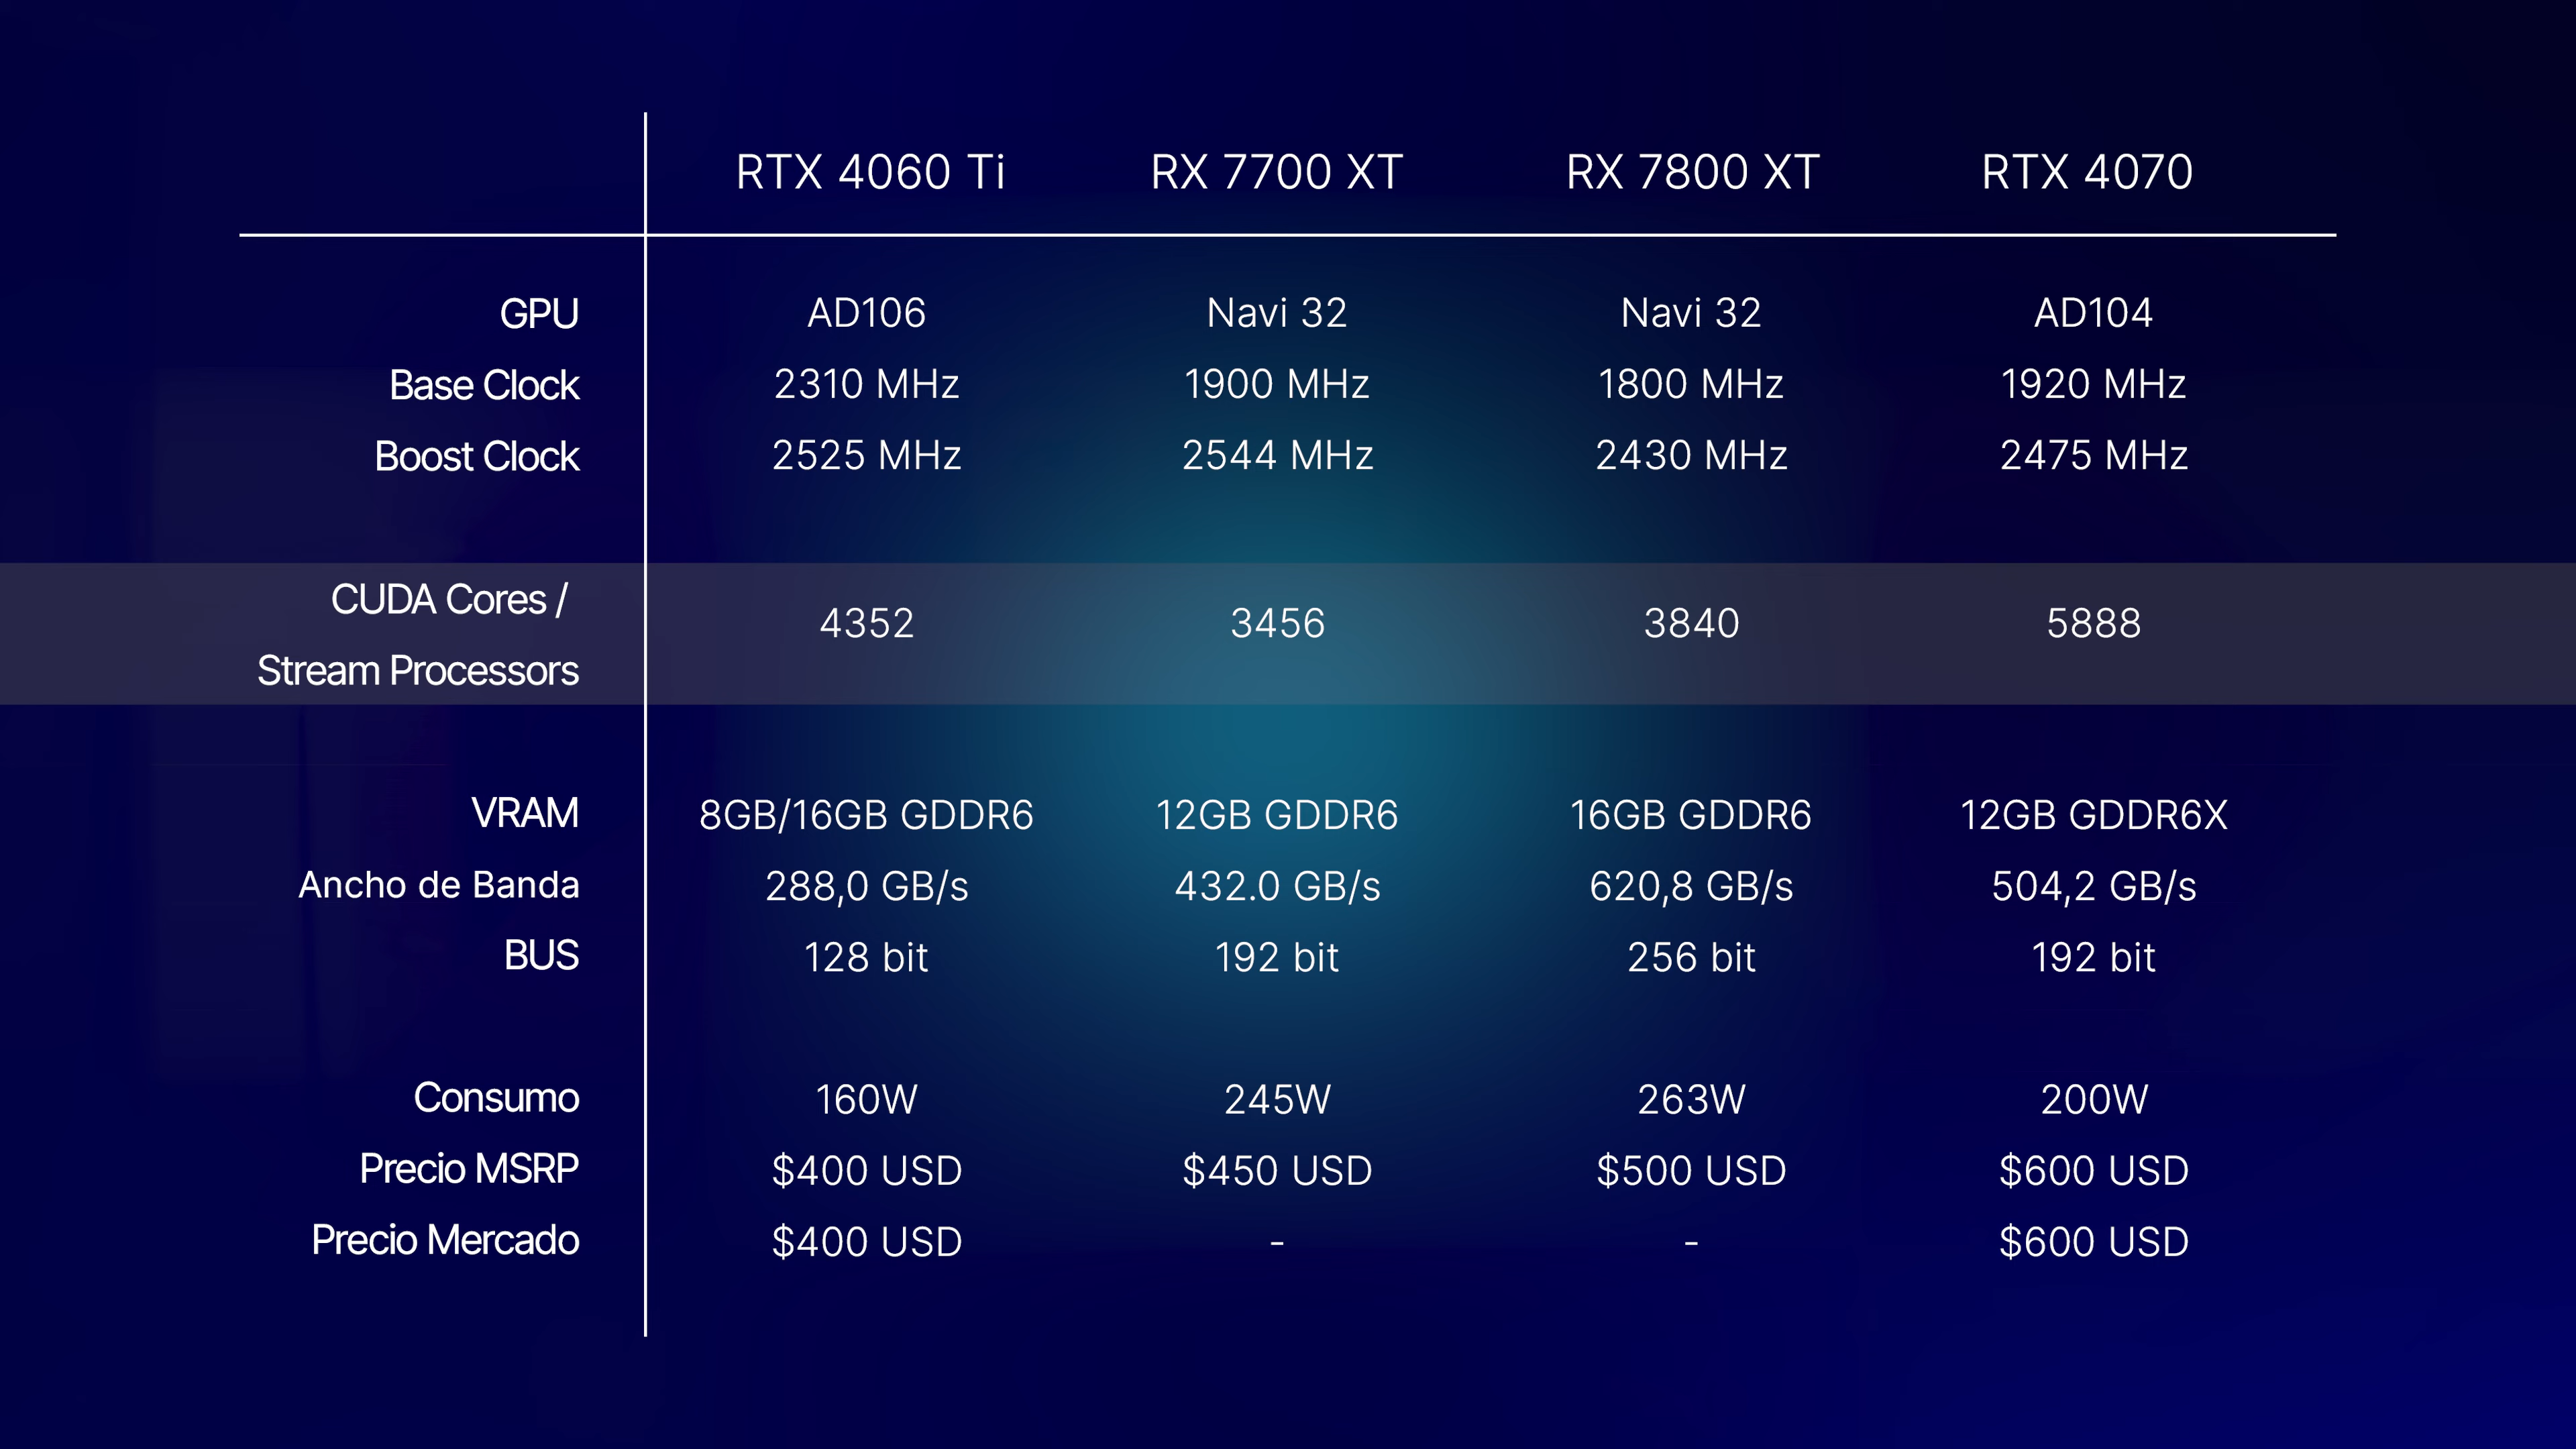 RTX 4060 Ti RX 7700 XT RX 7800 XT RTX 4070
GPU AD106 Navi 32 Navi 32 AD104
Base Clock 2310 MHz 1900 MHz 1800 MHz 1920 MHz
Boost Clock 2525 MHz 2544 MHz 2430 MHz 2475 MHz
CUDA Cores /
Stream Processors 4352 3456 3840 5888
VRAM 8GB/16GB GDDR6 12GB GDDR6 16GB GDDR6 12GB GDDR6X
Ancho de Banda 288,0 GB/s 432.0 GB/s 620,8 GB/s 504,2 GB/s
BUS 128 bit 192 bit 256 bit 192 bit
Consumo 160W 245W 263W 200W
Precio MSRP $400 USD $450 USD $500 USD $600 USD
Precio Mercado $400 USD - - $600 USD